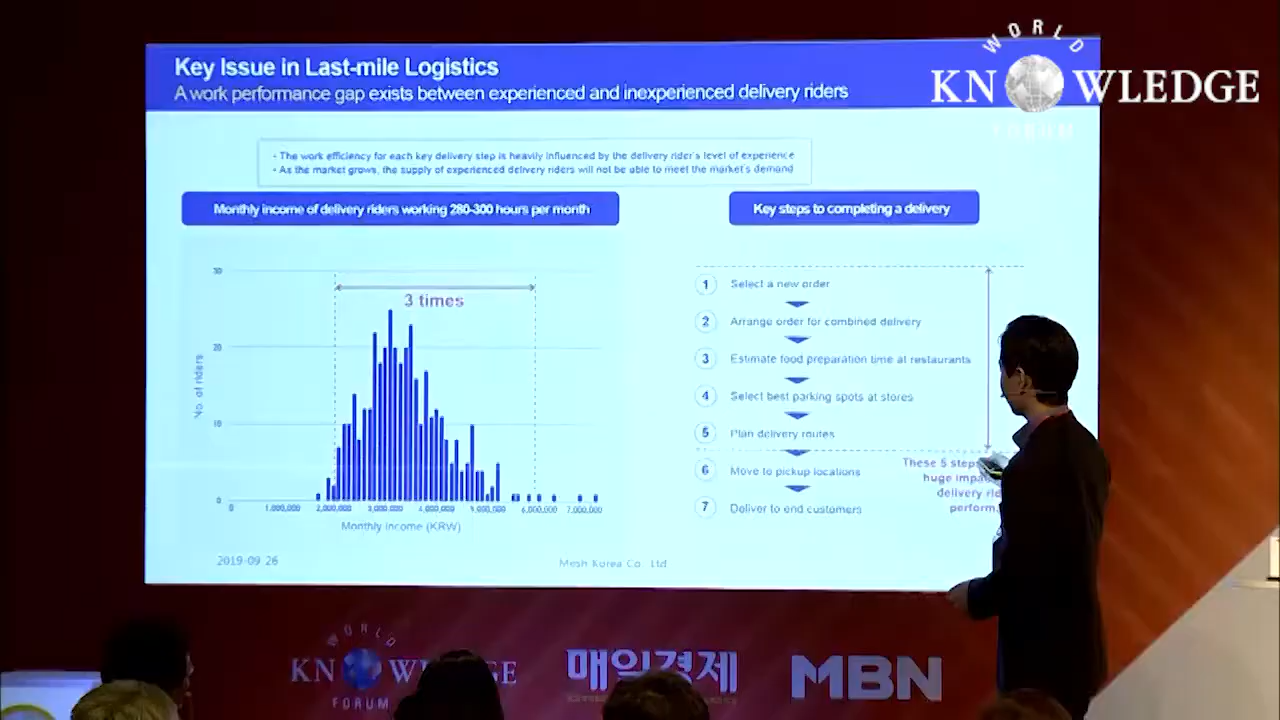 Key Issue in Last-mile Logistics
A work performance gap exists between experienced and inexperienced delivery riders
WORLD
KNOWLEDGE
FORUM
• The work efficiency for each key delivery step is heavily influenced by the delivery rider's level of experience
• As the market grows, the supply of experienced delivery riders will not be able to meet the market's demand
Monthly income of delivery riders working 280-300 hours per month
30
20
10
0
No. of riders
3 times
0 1,000,000 2,000,000 3,000,000 4,000,000 5,000,000 6,000,000 7,000,000
Monthly Income (KRW)
Key steps to completing a delivery
1 Select a new order
2 Arrange order for combined delivery
3 Estimate food preparation time at restaurants
4 Select best parking spots at stores
5 Plan delivery routes
6 Move to pickup locations
7 Deliver to end customers
These 5 steps
huge
delivery
perform
2019-09-26
Mesh Korea Co. Ltd
WORLD
KNOWLEDGE
FORUM
매일경제
MBN